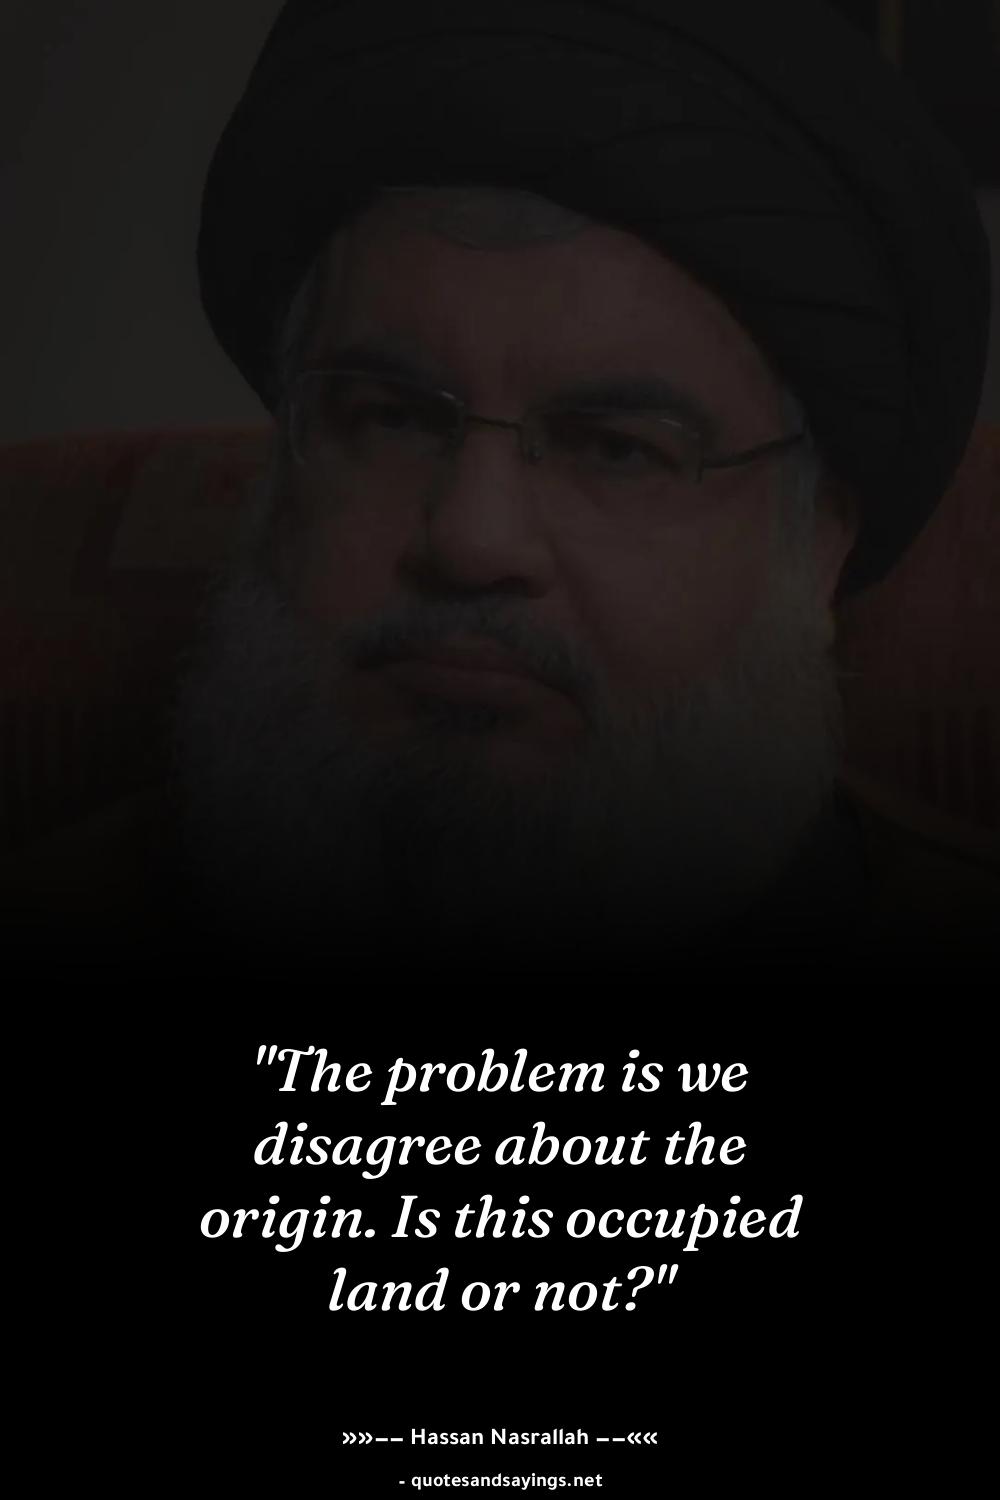 "The problem is we
disagree about the
origin. Is this occupied
land or not?"
»»–– Hassan Nasrallah ––««
- quotesandsayings.net